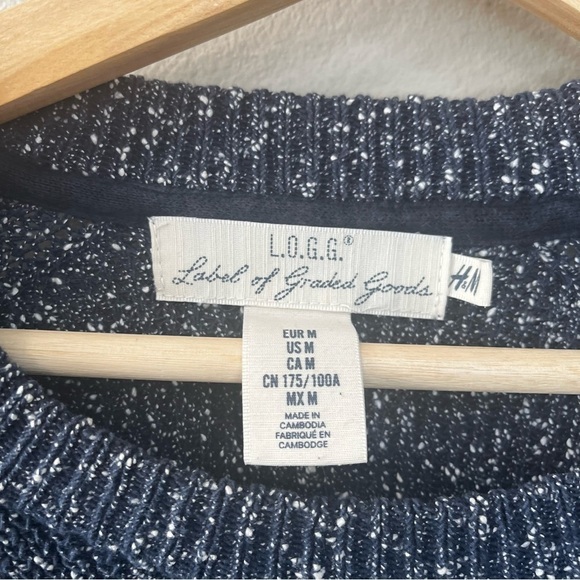 L.O.G.G.®
Label of Graded Goods
H&M
EUR M
US M
CA M
CN 175/100A
MX M
MADE IN
CAMBODIA
FABRIQUÉ EN
CAMBODGE